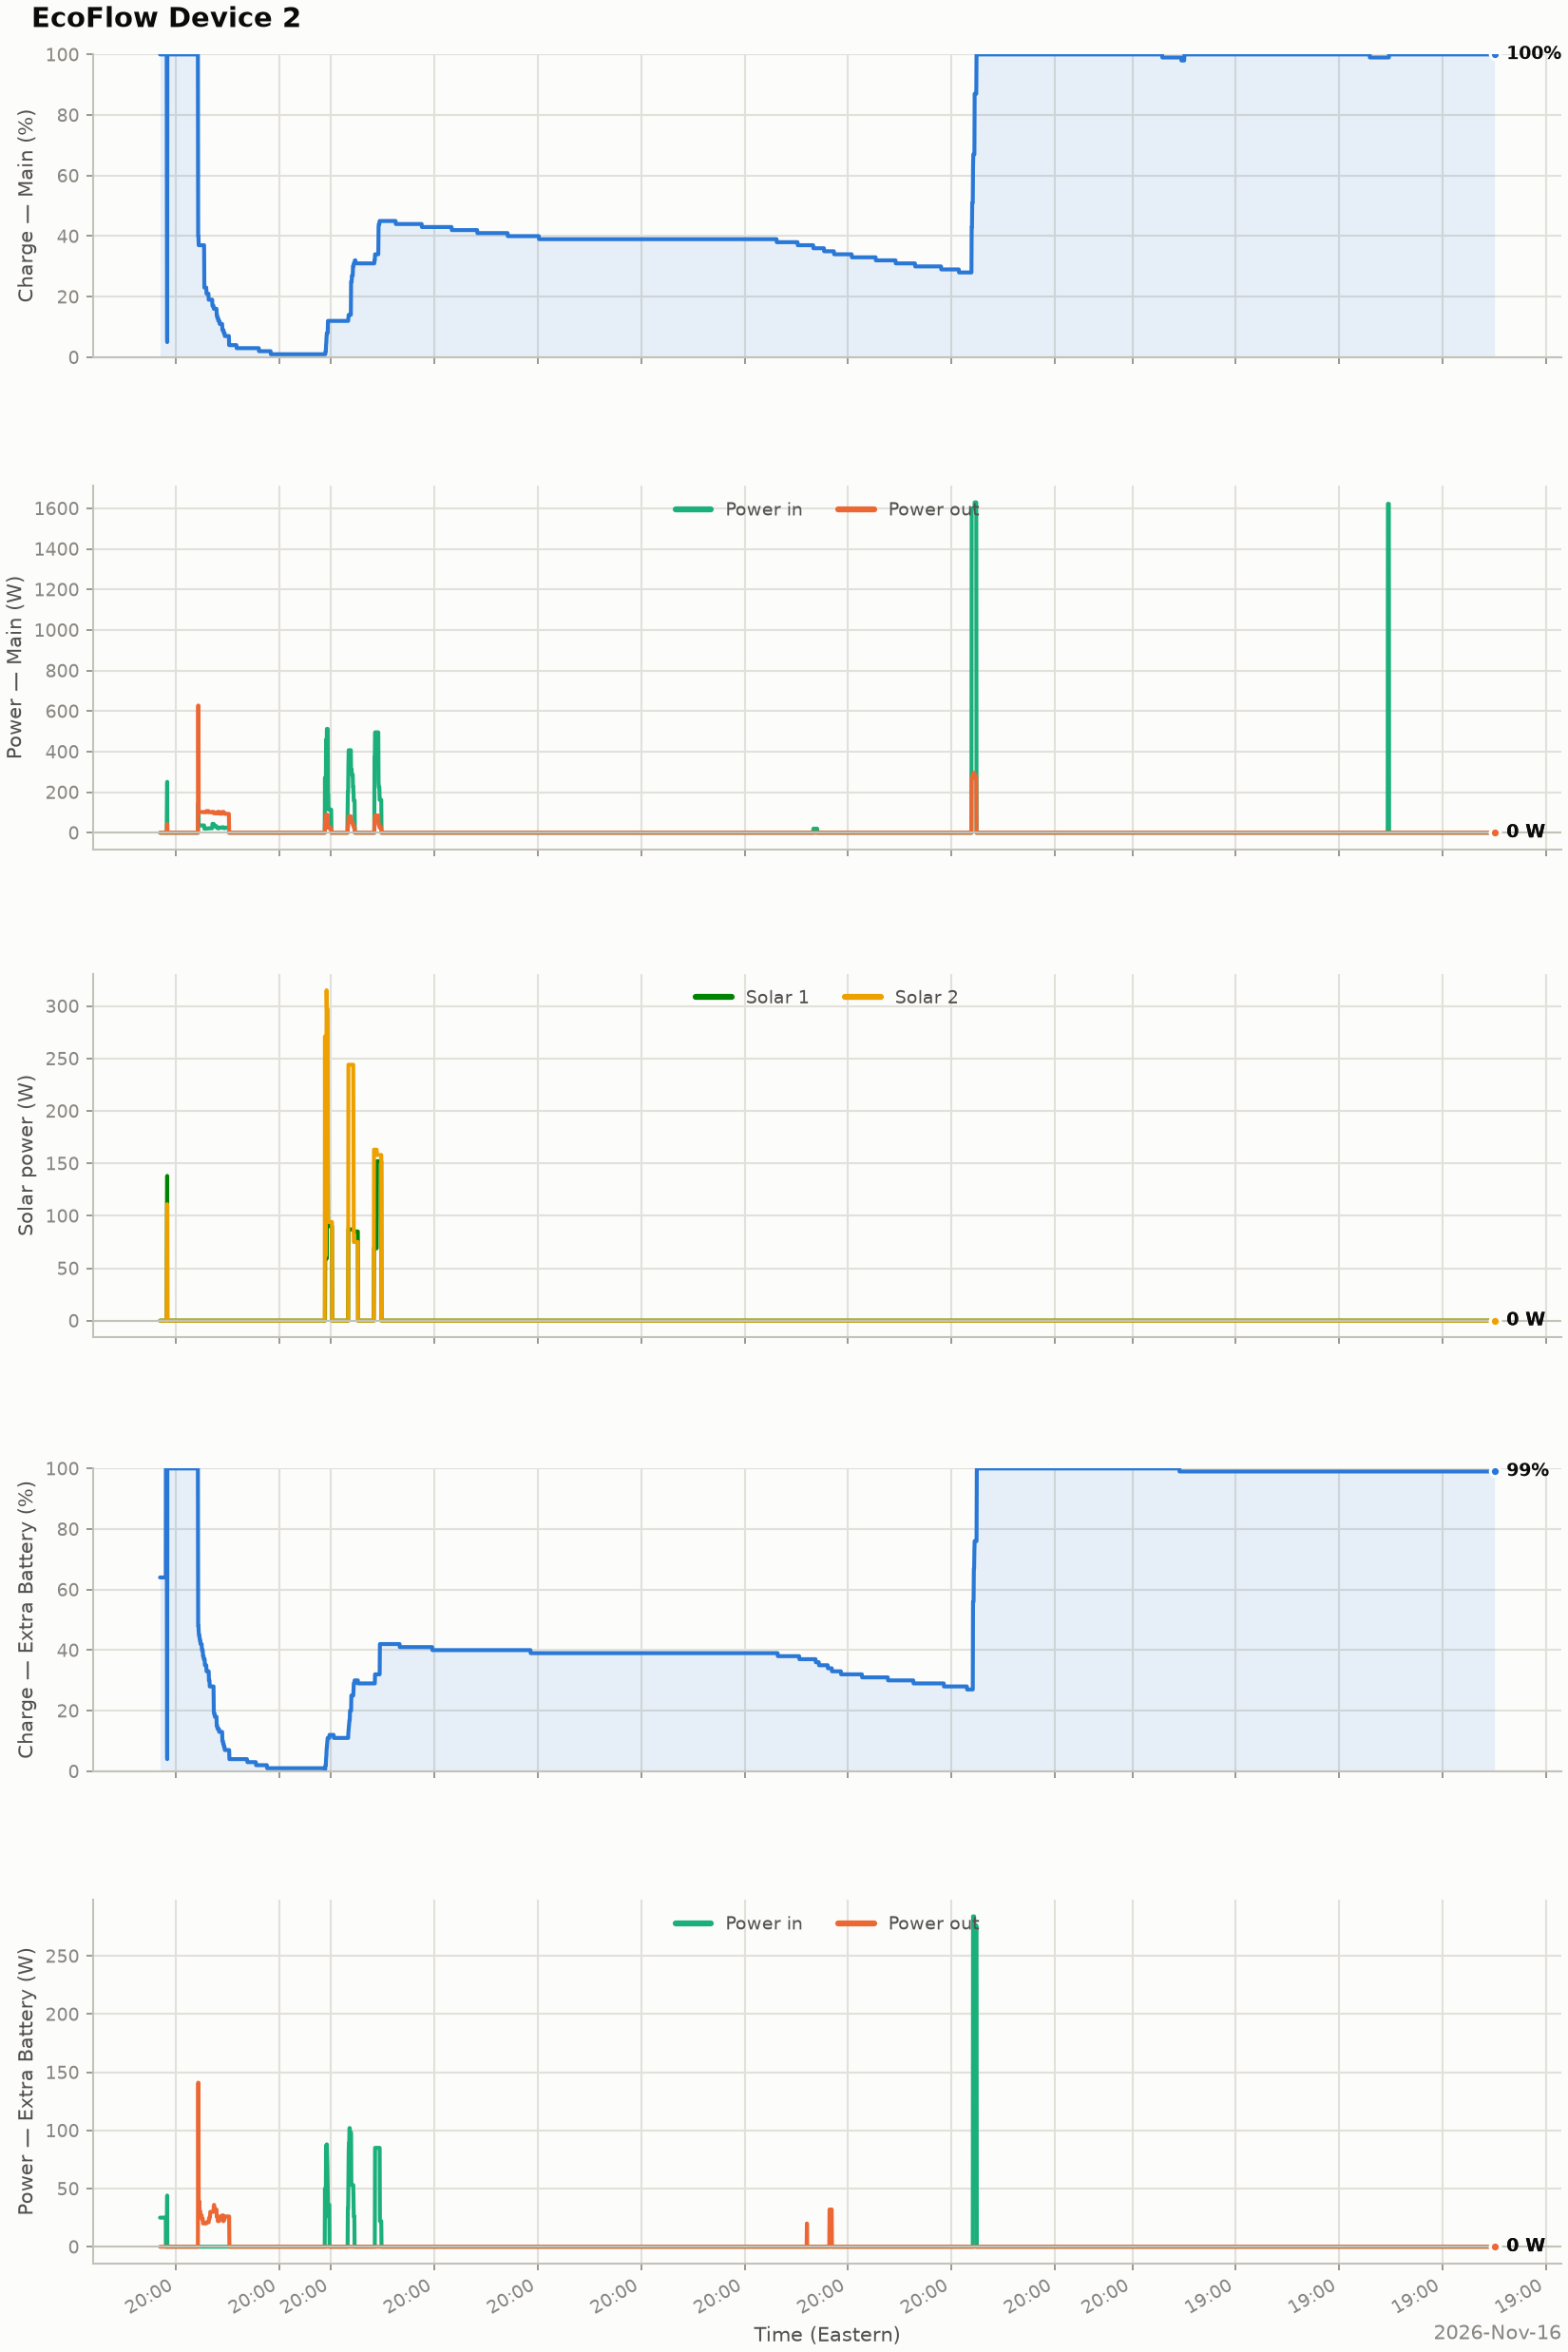 EcoFlow Device 2
Charge — Main (%)
100
80
60
40
20
0
100%
Power — Main (W)
Power in
Power out
1600
1400
1200
1000
800
600
400
200
0
0 W
Solar power (W)
Solar 1
Solar 2
300
250
200
150
100
50
0
0 W
Charge — Extra Battery (%)
100
80
60
40
20
0
99%
Power — Extra Battery (W)
Power in
Power out
250
200
150
100
50
0
0 W
20:00 20:00 20:00 20:00 20:00 20:00 20:00 20:00 20:00 20:00 20:00 19:00 19:00 19:00 19:00
Time (Eastern)
2026-Nov-16